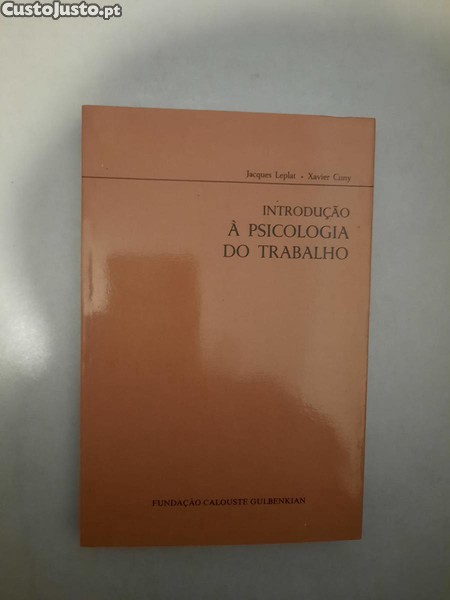 CustoJusto.pt
Jacques Leplat • Xavier Cuny
INTRODUÇÃO
À PSICOLOGIA
DO TRABALHO
FUNDAÇÃO CALOUSTE GULBENKIAN